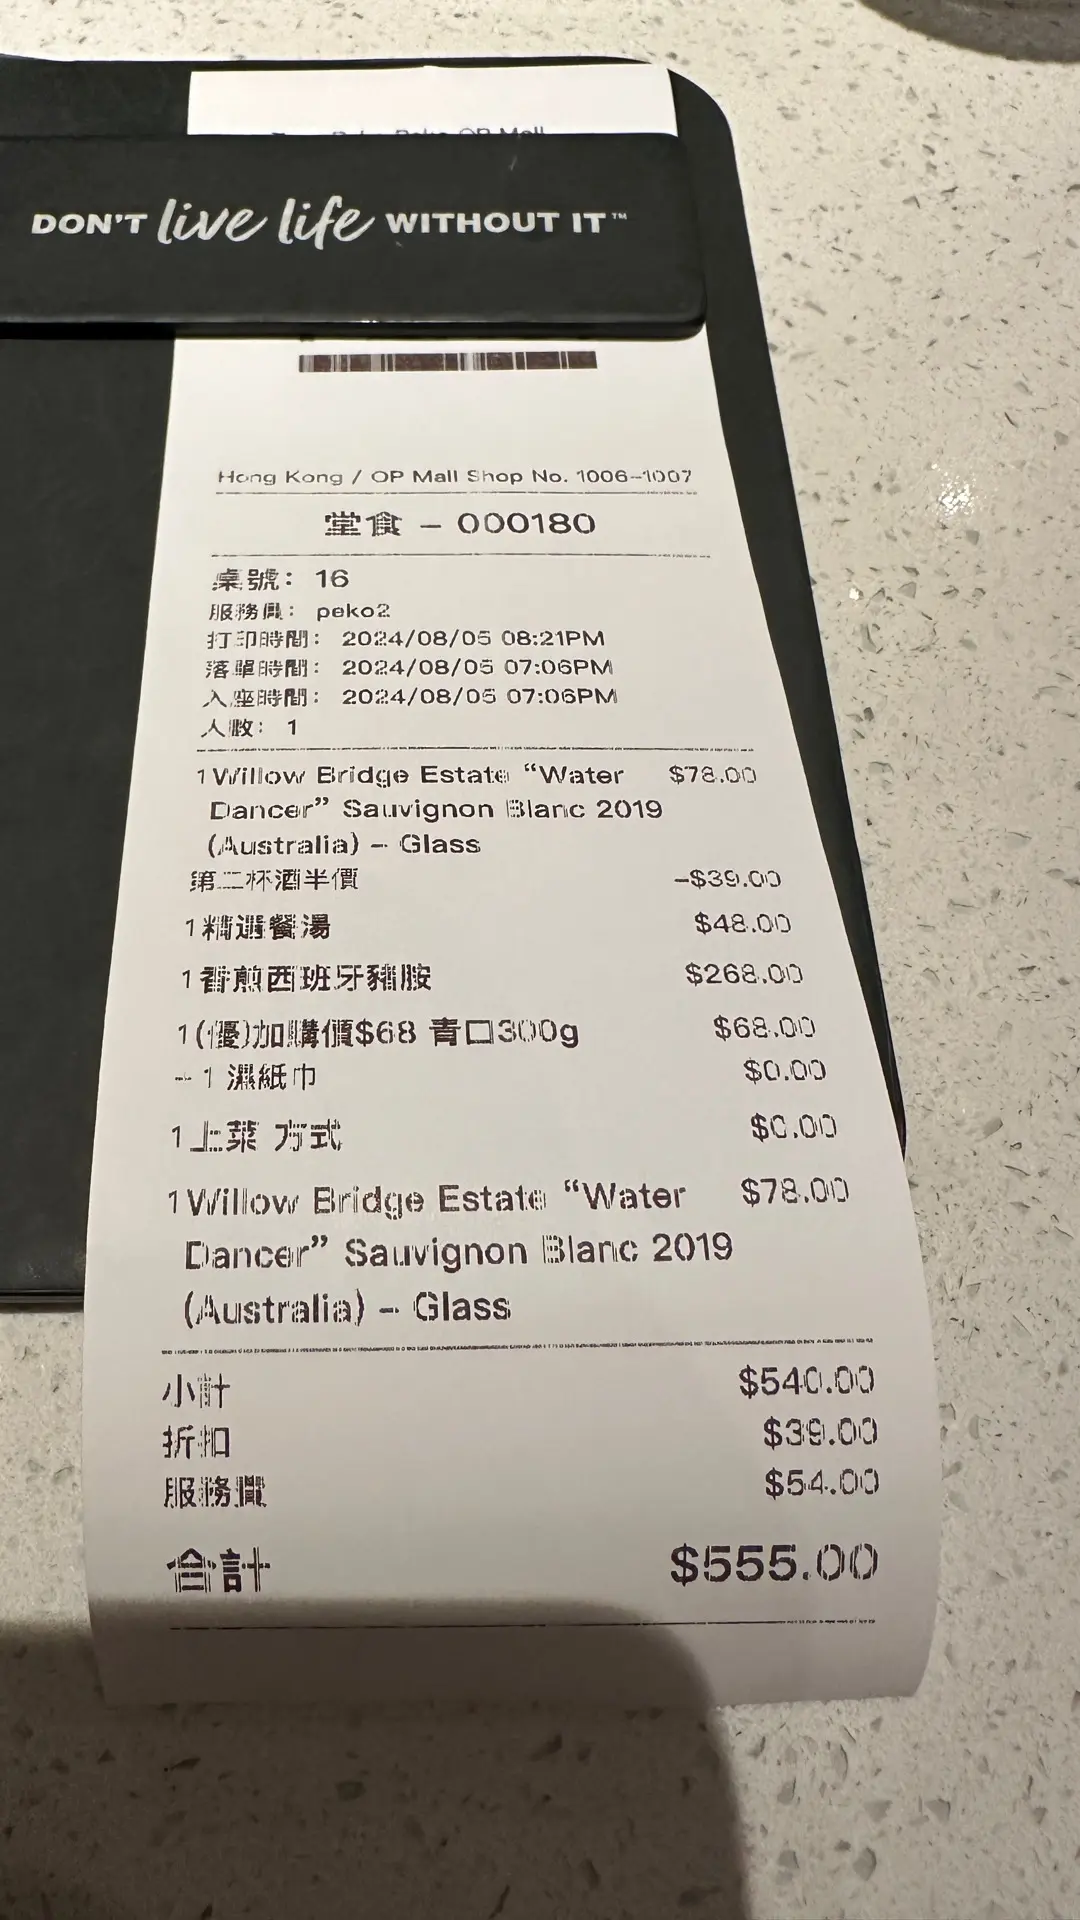 OP Mall
DON'T live life WITHOUT IT™
Hong Kong / OP Mall Shop No. 1006-1007
堂食 - 000180
桌號: 16
服務員: peko2
打印時間: 2024/08/05 08:21PM
落單時間: 2024/08/05 07:06PM
入座時間: 2024/08/05 07:06PM
人數: 1
1 Willow Bridge Estate "Water $78.00
Dancer" Sauvignon Blanc 2019
(Australia) - Glass
第二杯酒半價 -$39.00
1 精選餐湯 $48.00
1 香煎西班牙豬胺 $268.00
1 (優)加購價$68 青口300g $68.00
- 1 濕紙巾 $0.00
1 上菜 方式 $0.00
1 Willow Bridge Estate "Water $78.00
Dancer" Sauvignon Blanc 2019
(Australia) - Glass
小計 $540.00
折扣 $39.00
服務費 $54.00
合計 $555.00